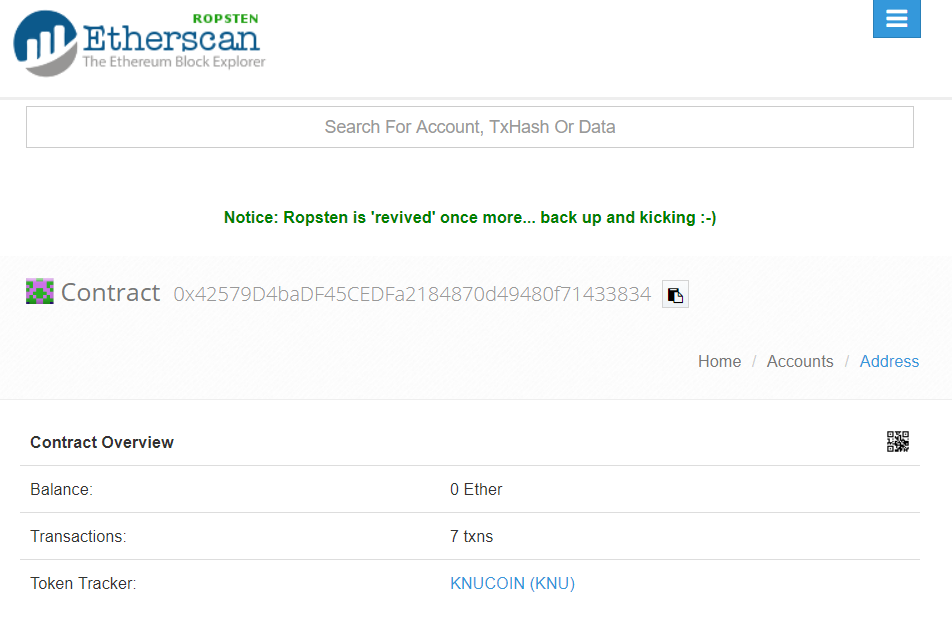 ROPSTEN
Etherscan
The Ethereum Block Explorer
Search For Account, TxHash Or Data
Notice: Ropsten is 'revived' once more... back up and kicking :-)
Contract 0x42579D4baDF45CEDFa2184870d49480f71433834
Home / Accounts / Address
Contract Overview
Balance: 0 Ether
Transactions: 7 txns
Token Tracker: KNUCOIN (KNU)